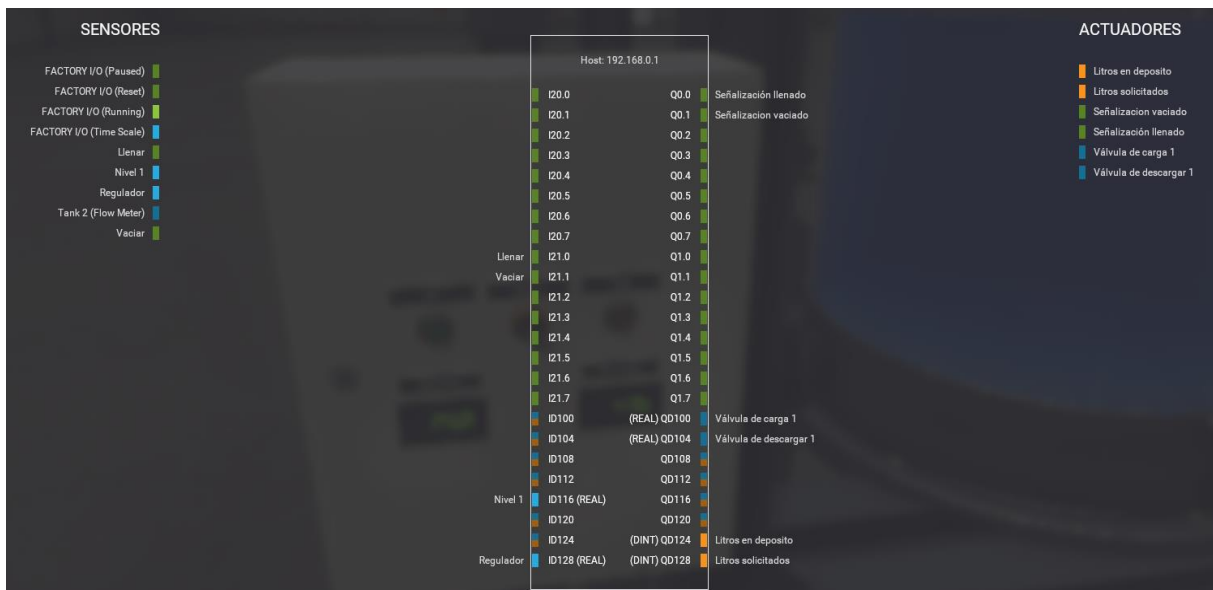 SENSORES
FACTORY I/O (Paused)
FACTORY I/O (Reset)
FACTORY I/O (Running)
FACTORY I/O (Time Scale)
Llenar
Nivel 1
Regulador
Tank 2 (Flow Meter)
Vaciar
Host: 192.168.0.1
I20.0 Q0.0 Señalización llenado
I20.1 Q0.1 Señalizacion vaciado
I20.2 Q0.2
I20.3 Q0.3
I20.4 Q0.4
I20.5 Q0.5
I20.6 Q0.6
I20.7 Q0.7
Llenar I21.0 Q1.0
Vaciar I21.1 Q1.1
I21.2 Q1.2
I21.3 Q1.3
I21.4 Q1.4
I21.5 Q1.5
I21.6 Q1.6
I21.7 Q1.7
ID100 (REAL) QD100 Válvula de carga 1
ID104 (REAL) QD104 Válvula de descargar 1
ID108 QD108
ID112 QD112
Nivel 1 ID116 (REAL) QD116
ID120 QD120
ID124 (DINT) QD124 Litros en deposito
Regulador ID128 (REAL) (DINT) QD128 Litros solicitados
ACTUADORES
Litros en deposito
Litros solicitados
Señalizacion vaciado
Señalización llenado
Válvula de carga 1
Válvula de descargar 1